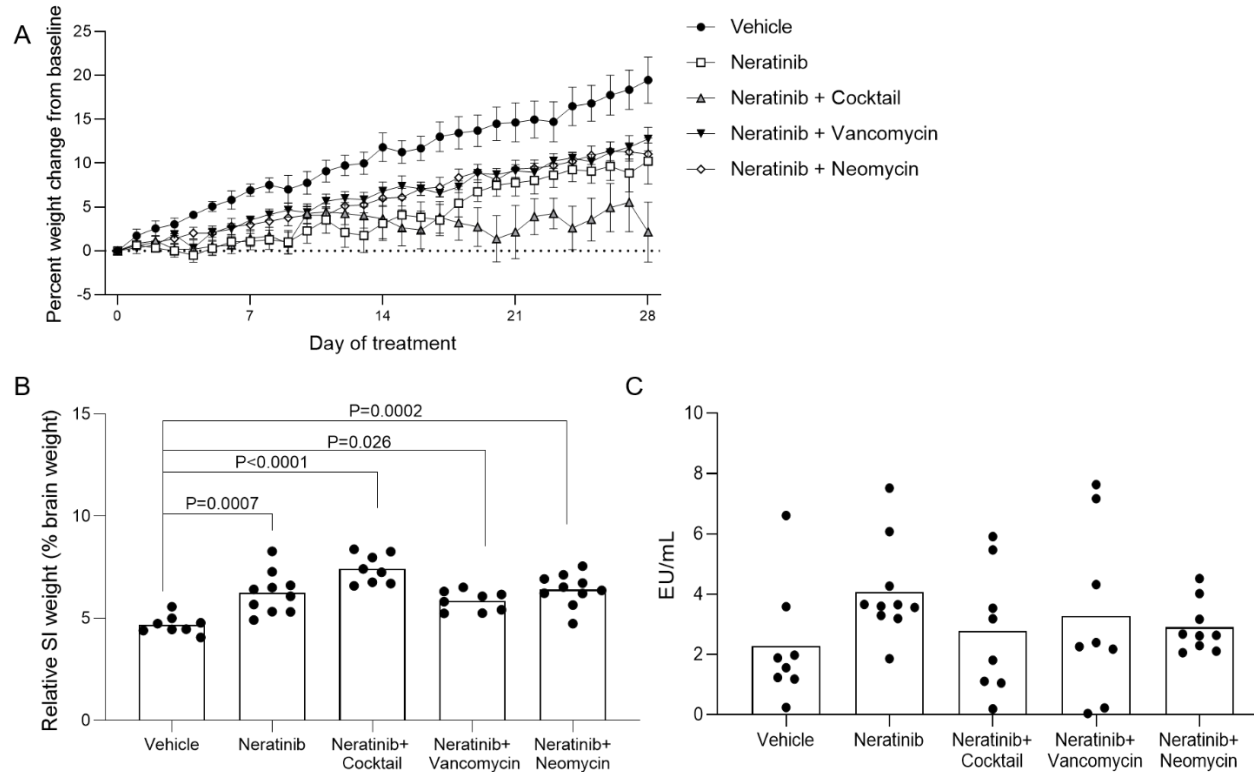 A
Percent weight change from baseline
25
20
15
10
5
0
-5
0
7
14
21
28
Day of treatment
Vehicle
Neratinib
Neratinib + Cocktail
Neratinib + Vancomycin
Neratinib + Neomycin
B
Relative SI weight (% brain weight)
15
10
5
0
P=0.0002
P=0.026
P<0.0001
P=0.0007
Vehicle
Neratinib
Neratinib+
Cocktail
Neratinib+
Vancomycin
Neratinib+
Neomycin
C
EU/mL
10
8
6
4
2
0
Vehicle
Neratinib
Neratinib+
Cocktail
Neratinib+
Vancomycin
Neratinib+
Neomycin